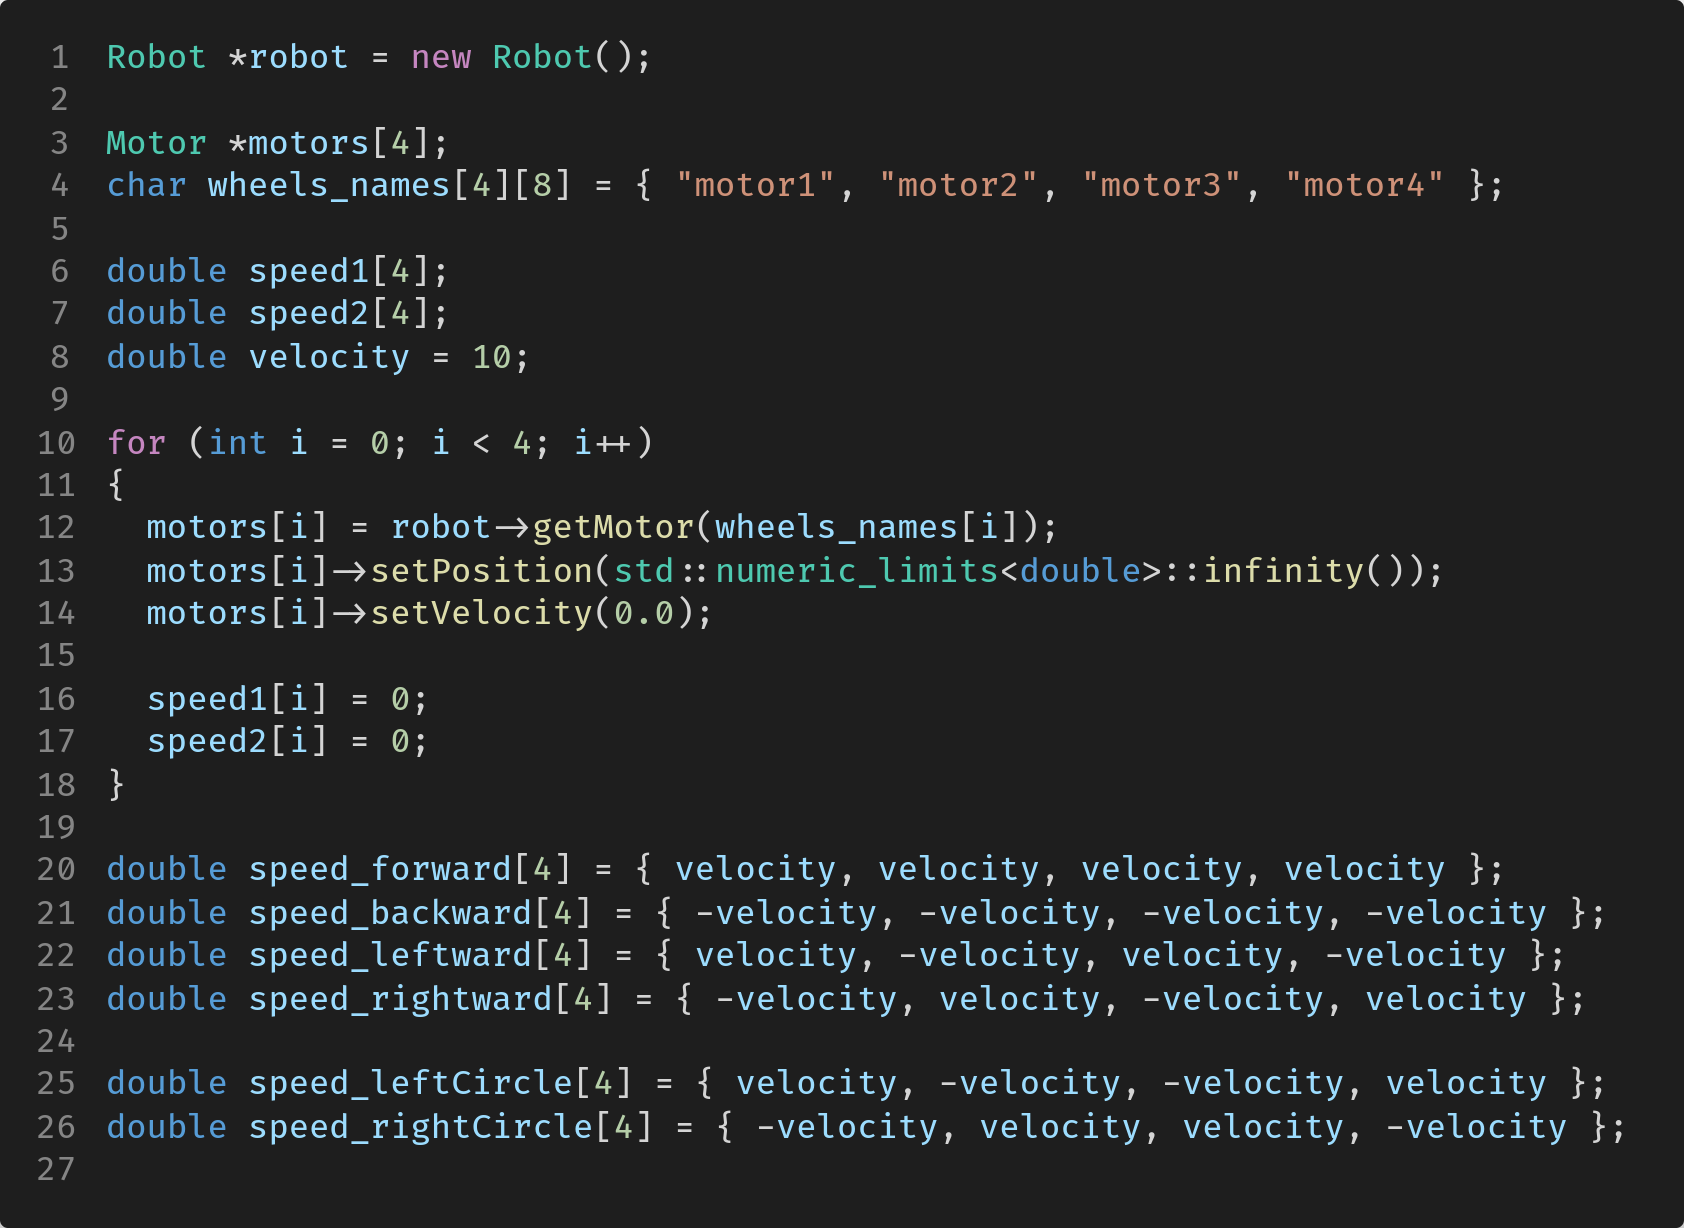 1 Robot *robot = new Robot();
2
3 Motor *motors[4];
4 char wheels_names[4][8] = { "motor1", "motor2", "motor3", "motor4" };
5
6 double speed1[4];
7 double speed2[4];
8 double velocity = 10;
9
10 for (int i = 0; i < 4; i++)
11 {
12   motors[i] = robot->getMotor(wheels_names[i]);
13   motors[i]->setPosition(std::numeric_limits<double>::infinity());
14   motors[i]->setVelocity(0.0);
15
16   speed1[i] = 0;
17   speed2[i] = 0;
18 }
19
20 double speed_forward[4] = { velocity, velocity, velocity, velocity };
21 double speed_backward[4] = { -velocity, -velocity, -velocity, -velocity };
22 double speed_leftward[4] = { velocity, -velocity, velocity, -velocity };
23 double speed_rightward[4] = { -velocity, velocity, -velocity, velocity };
24
25 double speed_leftCircle[4] = { velocity, -velocity, -velocity, velocity };
26 double speed_rightCircle[4] = { -velocity, velocity, velocity, -velocity };
27